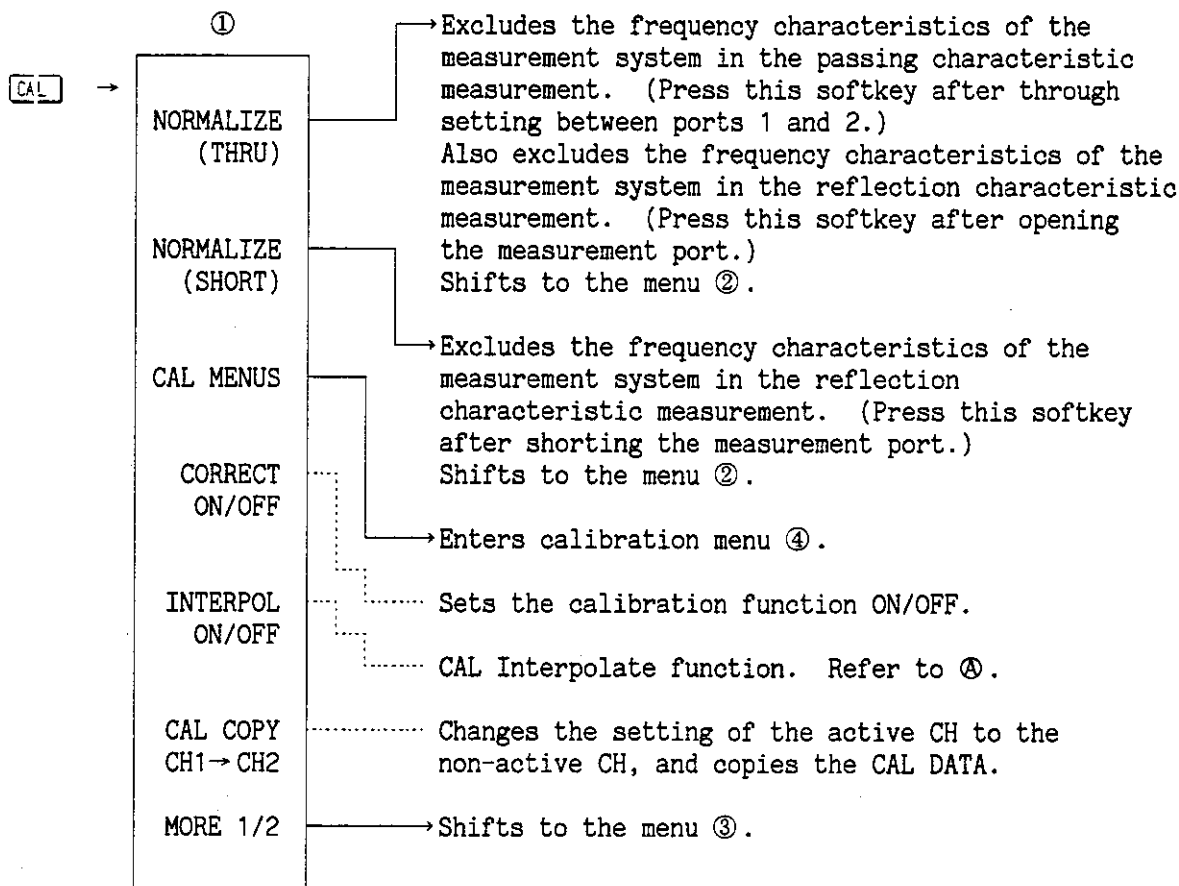 ①
CAL →
NORMALIZE
(THRU)
Excludes the frequency characteristics of the
measurement system in the passing characteristic
measurement. (Press this softkey after through
setting between ports 1 and 2.)
Also excludes the frequency characteristics of the
measurement system in the reflection characteristic
measurement. (Press this softkey after opening
the measurement port.)
Shifts to the menu ②.
NORMALIZE
(SHORT)
Excludes the frequency characteristics of the
measurement system in the reflection
characteristic measurement. (Press this softkey
after shorting the measurement port.)
Shifts to the menu ②.
CAL MENUS
Enters calibration menu ④.
CORRECT
ON/OFF
Sets the calibration function ON/OFF.
INTERPOL
ON/OFF
CAL Interpolate function. Refer to Ⓐ.
CAL COPY
CH1→CH2
Changes the setting of the active CH to the
non-active CH, and copies the CAL DATA.
MORE 1/2
Shifts to the menu ③.